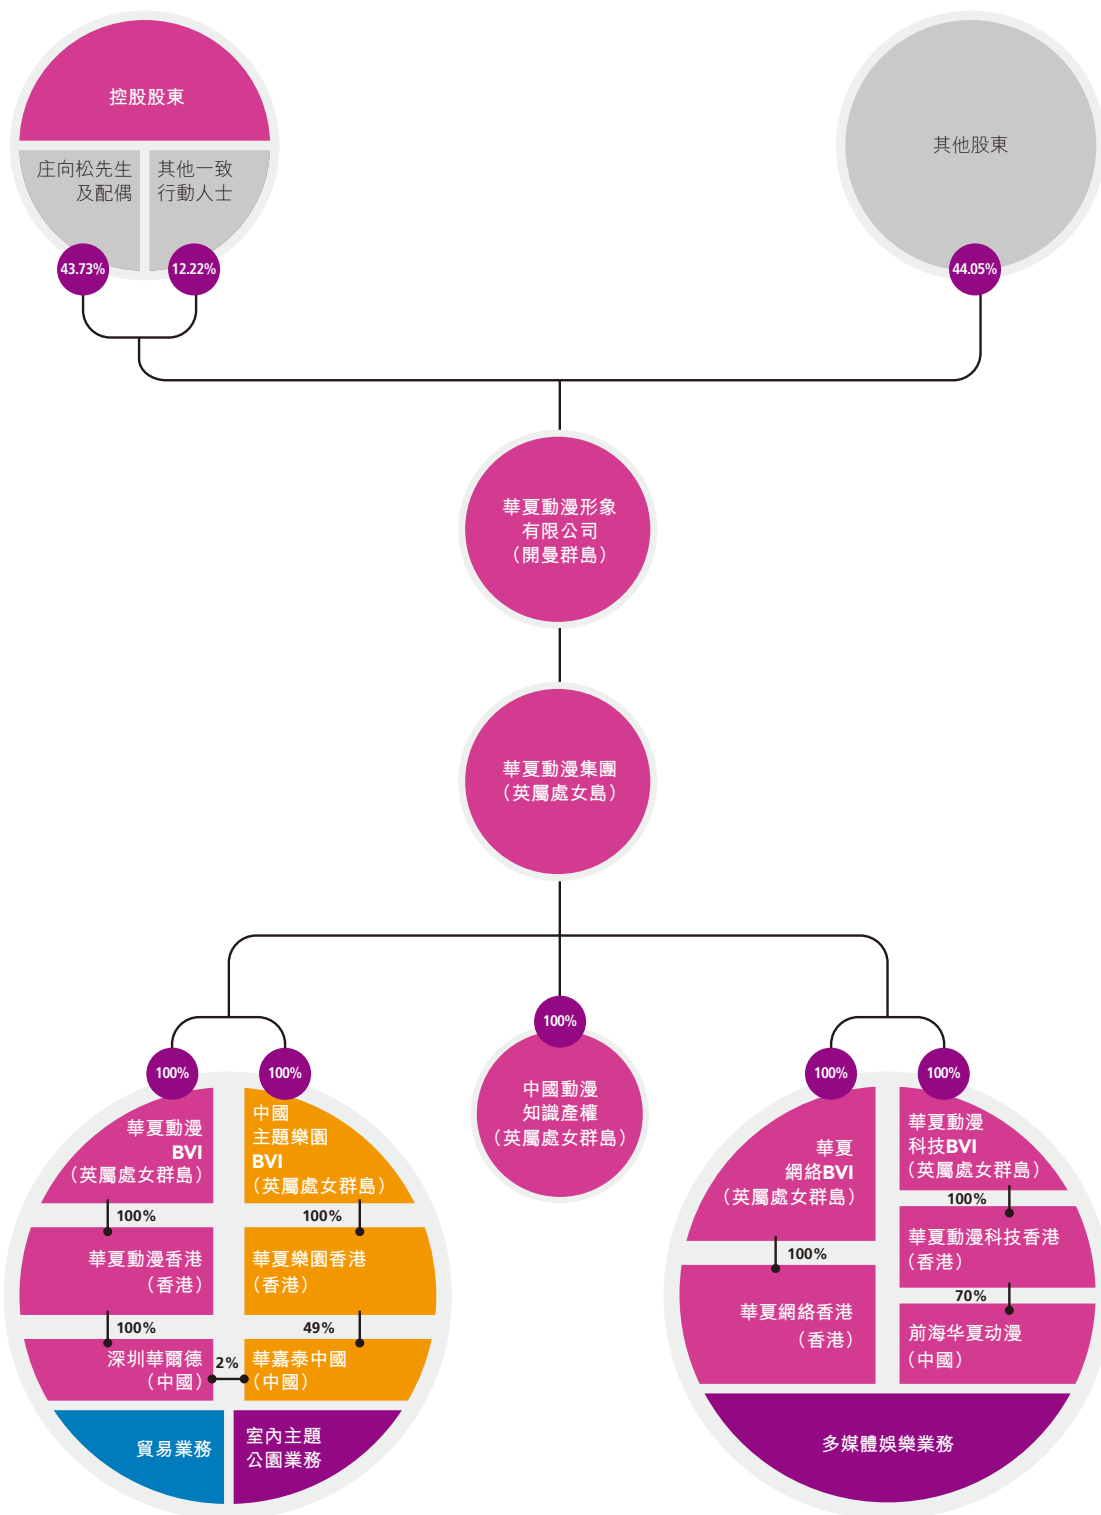 控股股東
庄向松先生
及配偶
其他一致
行動人士
其他股東
43.73%
12.22%
44.05%
華夏動漫形象
有限公司
（開曼群島）
華夏動漫集團
（英屬處女島）
100%
100%
100%
100%
100%
華夏動漫
BVI
（英屬處女群島）
100%
華夏動漫香港
（香港）
100%
深圳華爾德
（中國）
2%
中國
主題樂園
BVI
（英屬處女群島）
100%
華夏樂園香港
（香港）
49%
華嘉泰中國
（中國）
貿易業務
室內主題
公園業務
中國動漫
知識產權
（英屬處女群島）
華夏
網絡BVI
（英屬處女群島）
100%
華夏網絡香港
（香港）
華夏動漫
科技BVI
（英屬處女群島）
100%
華夏動漫科技香港
（香港）
70%
前海华夏动漫
（中國）
多媒體娛樂業務